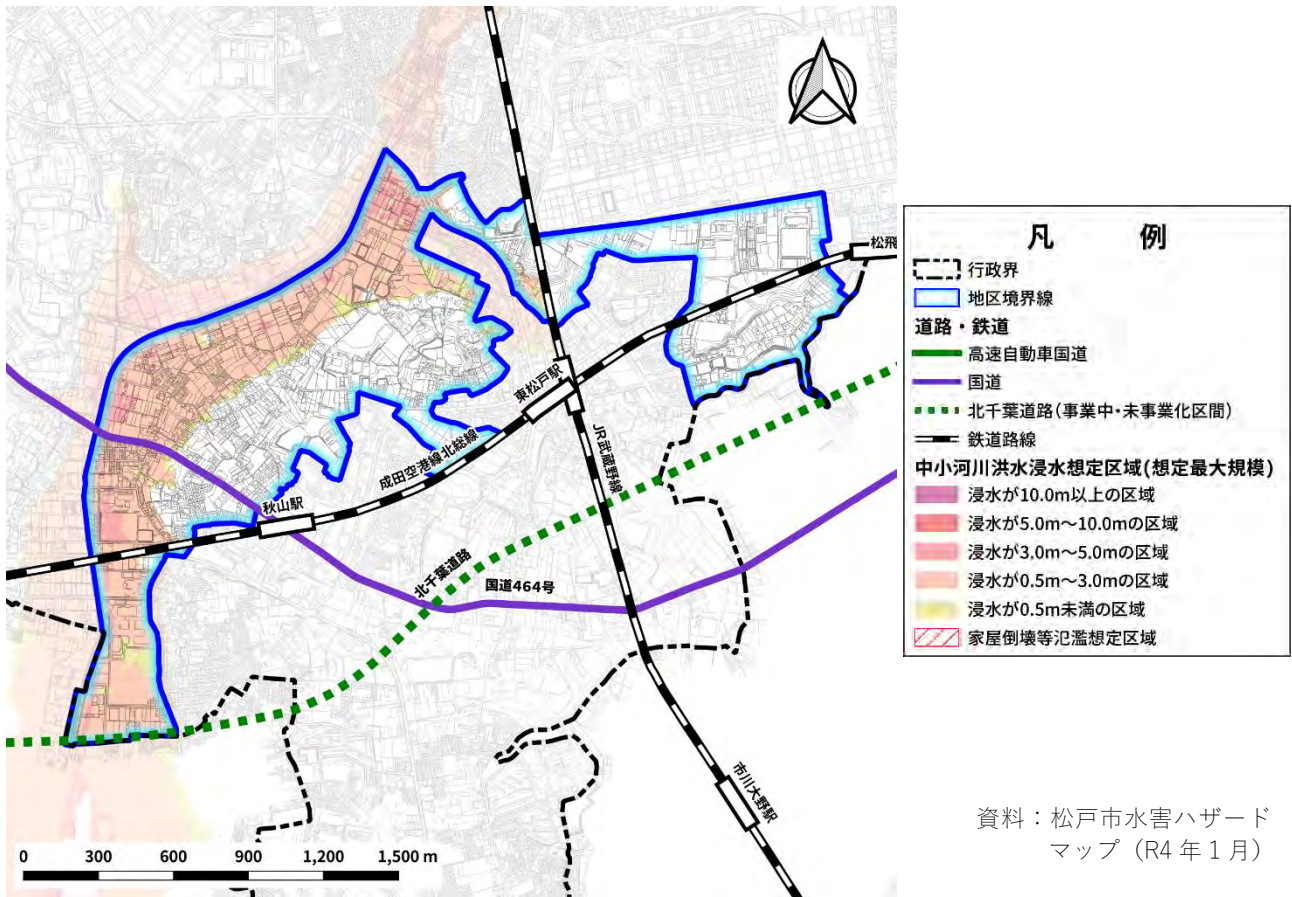 松飛
東松戸駅
成田空港線北総線
JR武蔵野線
秋山駅
北千葉道路
国道464号
市川大野駅
0 300 600 900 1,200 1,500 m
凡 例
行政界
地区境界線
道路・鉄道
高速自動車国道
国道
北千葉道路(事業中・未事業化区間)
鉄道路線
中小河川洪水浸水想定区域(想定最大規模)
浸水が10.0m以上の区域
浸水が5.0m～10.0mの区域
浸水が3.0m～5.0mの区域
浸水が0.5m～3.0mの区域
浸水が0.5m未満の区域
家屋倒壊等氾濫想定区域
資料：松戸市水害ハザード
マップ（R4 年 1 月）